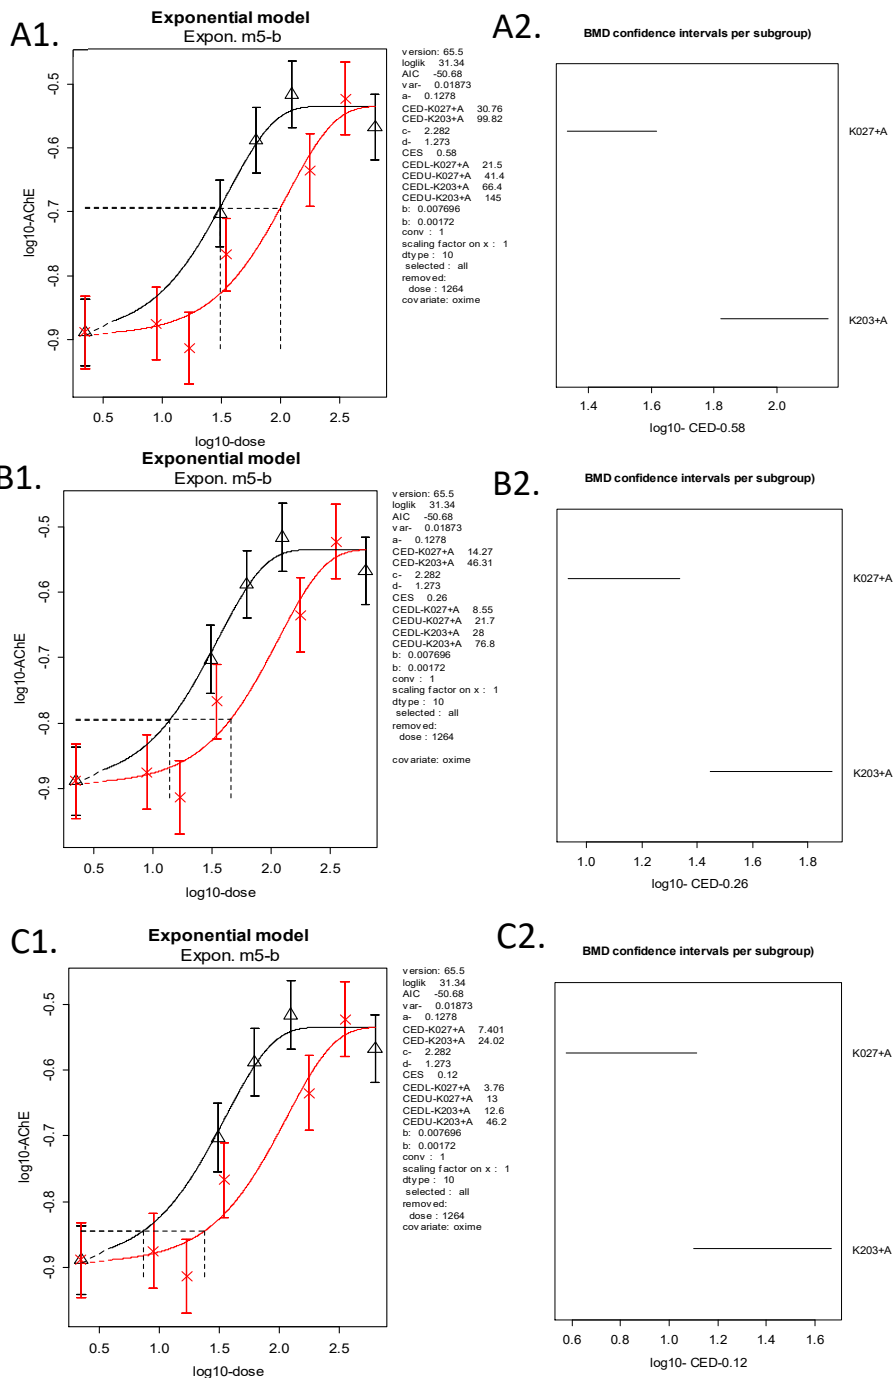 A1.
Exponential model
Expon. m5-b
version: 65.5
loglik 31.34
AIC -50.68
var- 0.01873
a- 0.1278
CED-K027+A 30.76
CED-K203+A 99.82
c- 2.282
d- 1.273
CES 0.58
CEDL-K027+A 21.5
CEDU-K027+A 41.4
CEDL-K203+A 66.4
CEDU-K203+A 145
b: 0.007696
b: 0.00172
conv : 1
scaling factor on x : 1
dtype : 10
selected : all
removed:
dose : 1264
covariate: oxime
log10-AChE
-0.5
-0.6
-0.7
-0.8
-0.9
0.5 1.0 1.5 2.0 2.5
log10-dose
A2.
BMD confidence intervals per subgroup)
K027+A
K203+A
1.4 1.6 1.8 2.0
log10- CED-0.58
B1.
Exponential model
Expon. m5-b
version: 65.5
loglik 31.34
AIC -50.68
var- 0.01873
a- 0.1278
CED-K027+A 14.27
CED-K203+A 46.31
c- 2.282
d- 1.273
CES 0.26
CEDL-K027+A 8.55
CEDU-K027+A 21.7
CEDL-K203+A 28
CEDU-K203+A 76.8
b: 0.007696
b: 0.00172
conv : 1
scaling factor on x : 1
dtype : 10
selected : all
removed:
dose : 1264
covariate: oxime
log10-AChE
-0.5
-0.6
-0.7
-0.8
-0.9
0.5 1.0 1.5 2.0 2.5
log10-dose
B2.
BMD confidence intervals per subgroup)
K027+A
K203+A
1.0 1.2 1.4 1.6 1.8
log10- CED-0.26
C1.
Exponential model
Expon. m5-b
version: 65.5
loglik 31.34
AIC -50.68
var- 0.01873
a- 0.1278
CED-K027+A 7.401
CED-K203+A 24.02
c- 2.282
d- 1.273
CES 0.12
CEDL-K027+A 3.76
CEDU-K027+A 13
CEDL-K203+A 12.6
CEDU-K203+A 46.2
b: 0.007696
b: 0.00172
conv : 1
scaling factor on x : 1
dtype : 10
selected : all
removed:
dose : 1264
covariate: oxime
log10-AChE
-0.5
-0.6
-0.7
-0.8
-0.9
0.5 1.0 1.5 2.0 2.5
log10-dose
C2.
BMD confidence intervals per subgroup)
K027+A
K203+A
0.6 0.8 1.0 1.2 1.4 1.6
log10- CED-0.12